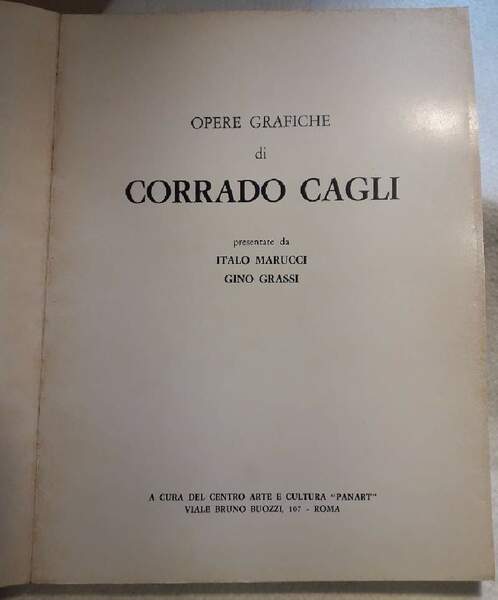 OPERE GRAFICHE
di
CORRADO CAGLI
presentate da
ITALO MARUCCI
GINO GRASSI
A CURA DEL CENTRO ARTE E CULTURA "PANART"
VIALE BRUNO BUOZZI, 107 - ROMA